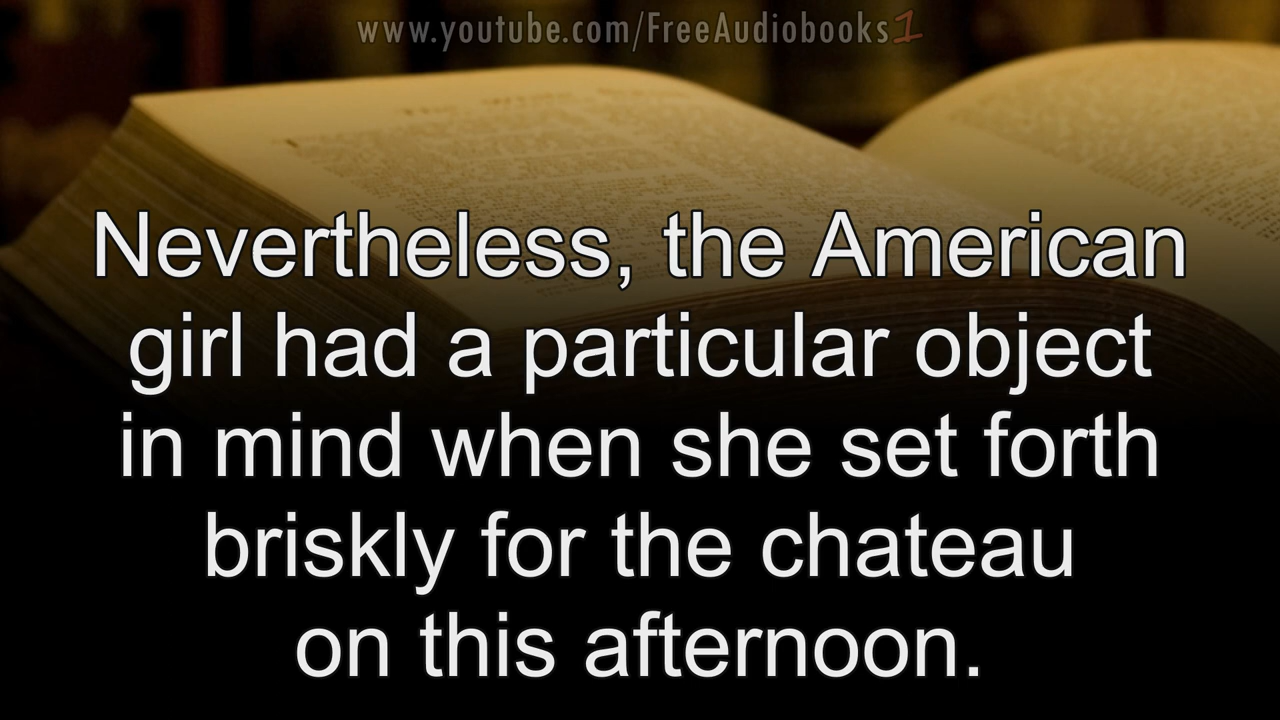 www.youtube.com/FreeAudiobooks1
Nevertheless, the American
girl had a particular object
in mind when she set forth
briskly for the chateau
on this afternoon.